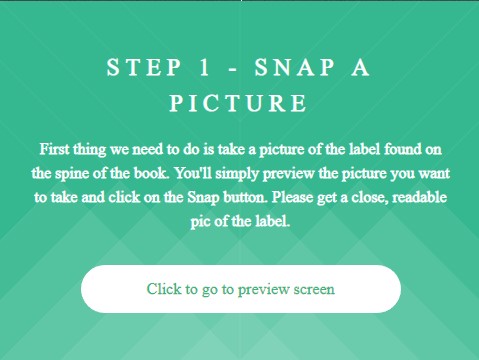 STEP 1 - SNAP A
PICTURE
First thing we need to do is take a picture of the label found on
the spine of the book. You'll simply preview the picture you want
to take and click on the Snap button. Please get a close, readable
pic of the label.
Click to go to preview screen